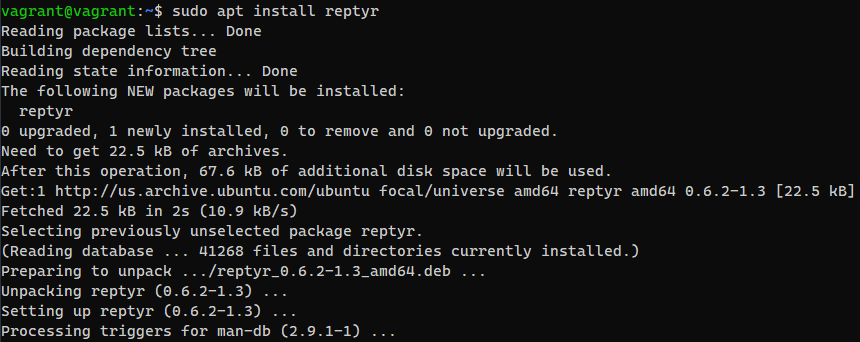 vagrant@vagrant:~$ sudo apt install reptyr
Reading package lists... Done
Building dependency tree
Reading state information... Done
The following NEW packages will be installed:
  reptyr
0 upgraded, 1 newly installed, 0 to remove and 0 not upgraded.
Need to get 22.5 kB of archives.
After this operation, 67.6 kB of additional disk space will be used.
Get:1 http://us.archive.ubuntu.com/ubuntu focal/universe amd64 reptyr amd64 0.6.2-1.3 [22.5 kB]
Fetched 22.5 kB in 2s (10.9 kB/s)
Selecting previously unselected package reptyr.
(Reading database ... 41268 files and directories currently installed.)
Preparing to unpack .../reptyr_0.6.2-1.3_amd64.deb ...
Unpacking reptyr (0.6.2-1.3) ...
Setting up reptyr (0.6.2-1.3) ...
Processing triggers for man-db (2.9.1-1) ...